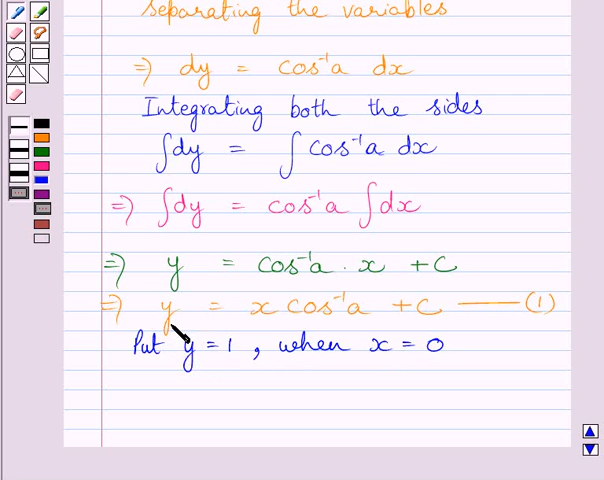 separating the variables
⇒ dy = cos⁻¹a dx
Integrating both the sides
∫dy = ∫ cos⁻¹a dx
⇒ ∫dy = cos⁻¹a ∫dx
⇒ y = cos⁻¹a · x + C
⇒ y = x cos⁻¹a + C —— (1)
Put y = 1 , when x = 0